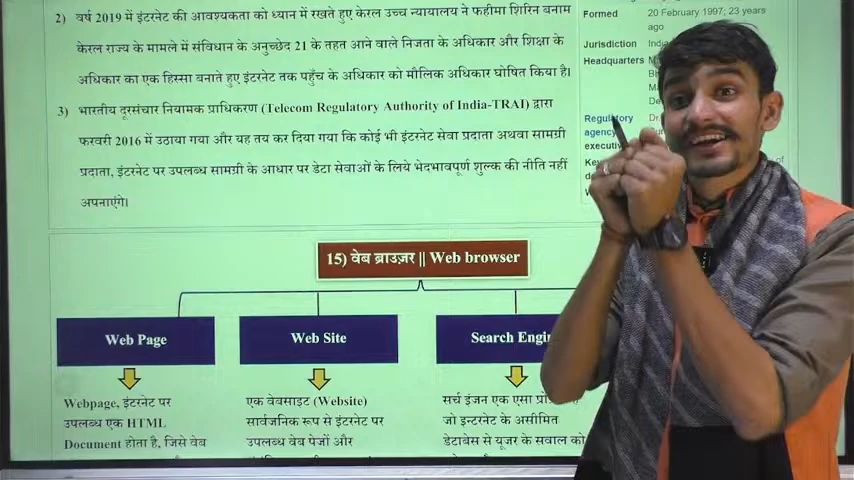 2) वर्ष 2019 में इंटरनेट की आवश्यकता को ध्यान में रखते हुए केरल उच्च न्यायालय ने फहीमा शिरिन बनाम
केरल राज्य के मामले में संविधान के अनुच्छेद 21 के तहत आने वाले निजता के अधिकार और शिक्षा के
अधिकार का एक हिस्सा बनाते हुए इंटरनेट तक पहुँच के अधिकार को मौलिक अधिकार घोषित किया है।
3) भारतीय दूरसंचार नियामक प्राधिकरण (Telecom Regulatory Authority of India-TRAI) द्वारा
फरवरी 2016 में उठाया गया और यह तय कर दिया गया कि कोई भी इंटरनेट सेवा प्रदाता अथवा सामग्री
प्रदाता, इंटरनेट पर उपलब्ध सामग्री के आधार पर डेटा सेवाओं के लिये भेदभावपूर्ण शुल्क की नीति नहीं
अपनाएंगे।
Formed 20 February 1997; 23 years
ago
Jurisdiction
Headquarters
Regulatory
agency
15) वेब ब्राउज़र || Web browser
Web Page
Web Site
Search
Webpage, इंटरनेट पर
उपलब्ध एक HTML
Document होता है, जिसे वेब
एक वेबसाइट (Website)
सार्वजनिक रूप से इंटरनेट पर
उपलब्ध वेब पेजों और
सर्च इंजन एक ऐसा
जो इन्टरनेट के असीमित
डेटाबेस से यूजर के सवाल को